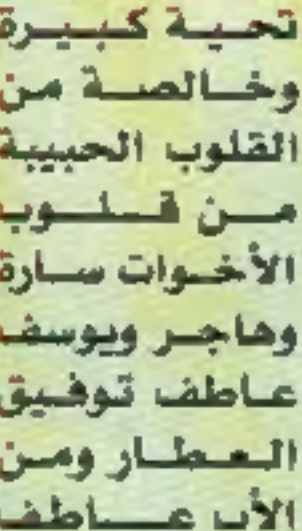 تحية كبيرة
وخالصة من
القلوب الحبيبة
من قلوب
الأخوات سارة
وهاجر ويوسف
عاطف توفيق
العطار ومن
الأب عاطف